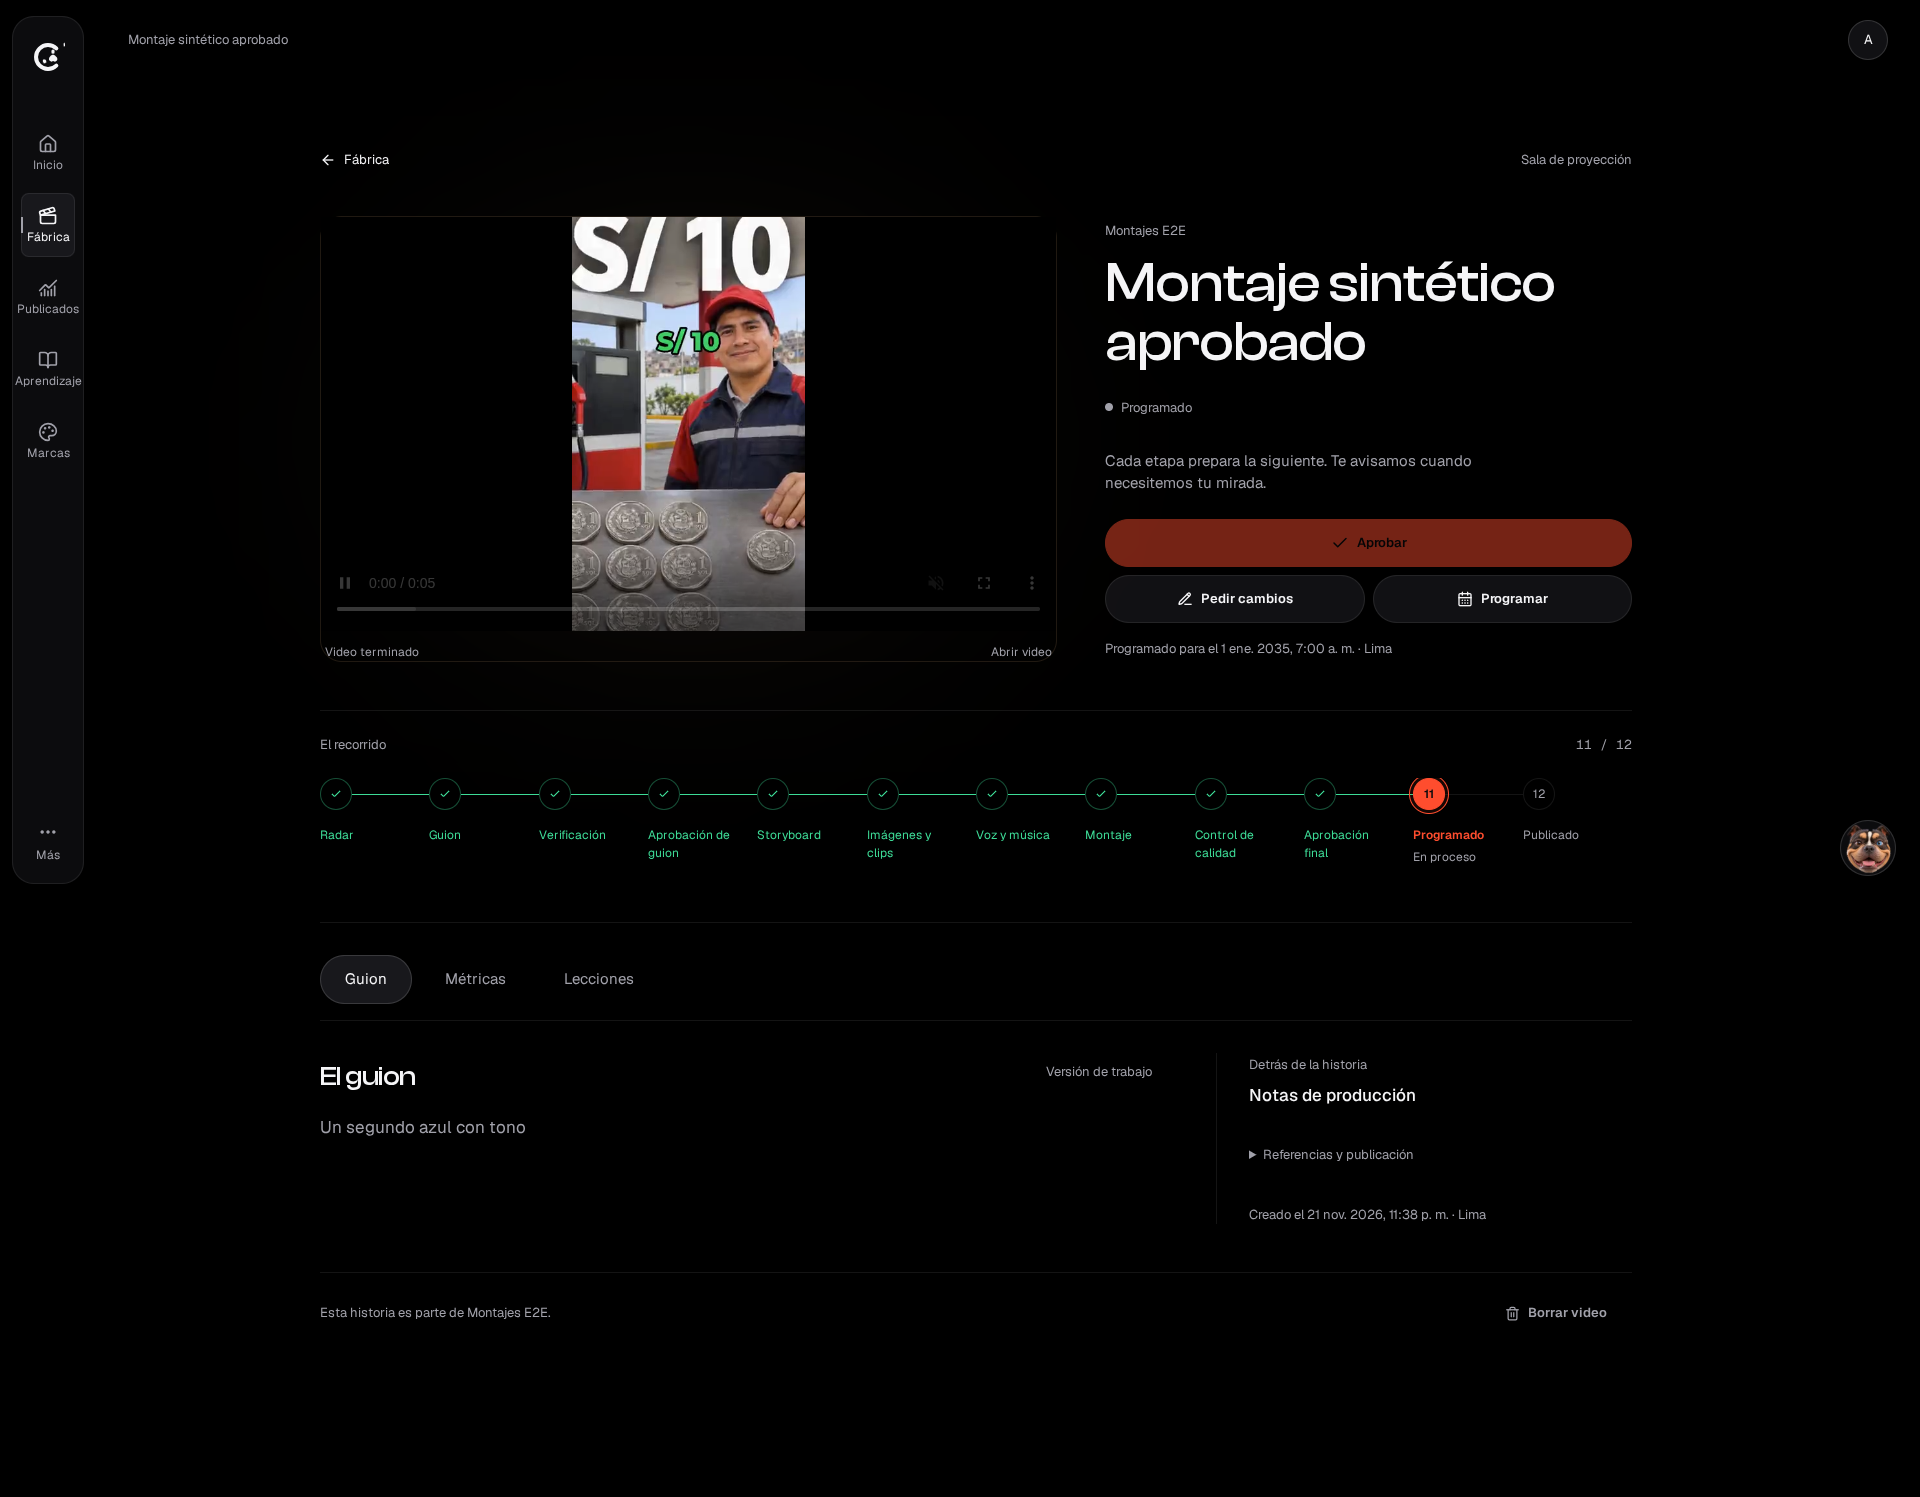 Montaje sintético aprobado
A
Inicio
Fábrica
Publicados
Aprendizaje
Marcas
Más
Fábrica
Sala de proyección
S/ 10
S/ 10
0:00 / 0:05
Video terminado
Abrir video
Montajes E2E
Montaje sintético
aprobado
Programado
Cada etapa prepara la siguiente. Te avisamos cuando
necesitemos tu mirada.
Aprobar
Pedir cambios
Programar
Programado para el 1 ene. 2035, 7:00 a. m. · Lima
El recorrido
11 / 12
Radar
Guion
Verificación
Aprobación de
guion
Storyboard
Imágenes y
clips
Voz y música
Montaje
Control de
calidad
Aprobación
final
11
Programado
En proceso
12
Publicado
Guion
Métricas
Lecciones
El guion
Versión de trabajo
Un segundo azul con tono
Detrás de la historia
Notas de producción
Referencias y publicación
Creado el 21 nov. 2026, 11:38 p. m. · Lima
Esta historia es parte de Montajes E2E.
Borrar video